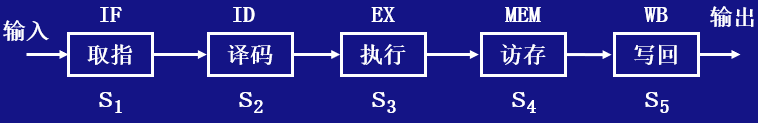 IF ID EX MEM WB
输入 取指 译码 执行 访存 写回 输出
S1 S2 S3 S4 S5